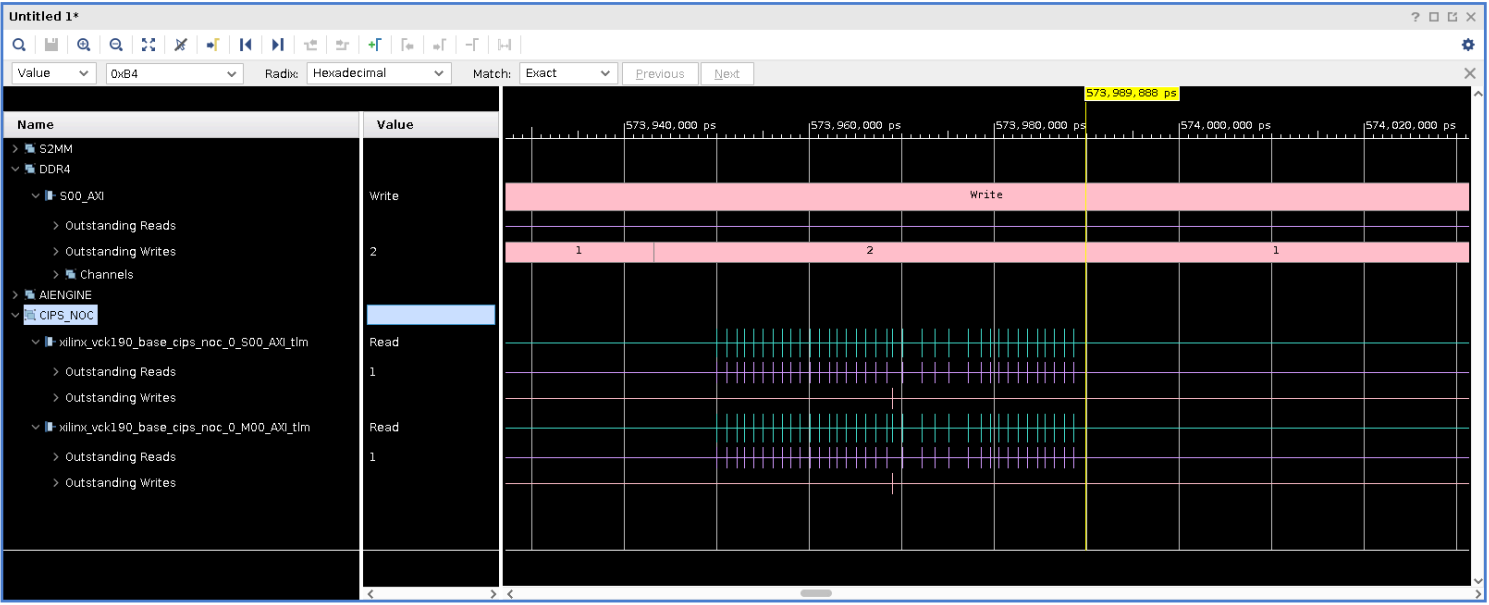 Untitled 1*
Value 0xB4 Radix: Hexadecimal Match: Exact Previous Next
573,989,888 ps
Name Value
573,940,000 ps 573,960,000 ps 573,980,000 ps 574,000,000 ps 574,020,000 ps
S2MM
DDR4
S00_AXI Write Write
Outstanding Reads
Outstanding Writes 2 1 2 1
Channels
AIENGINE
CIPS_NOC
xilinx_vck190_base_cips_noc_0_S00_AXI_tlm Read
Outstanding Reads 1
Outstanding Writes
xilinx_vck190_base_cips_noc_0_M00_AXI_tlm Read
Outstanding Reads 1
Outstanding Writes